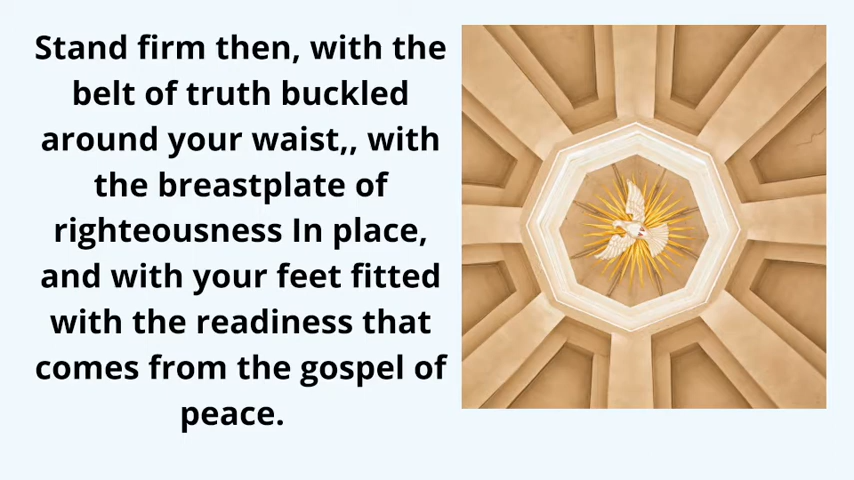 Stand firm then, with the
belt of truth buckled
around your waist,, with
the breastplate of
righteousness In place,
and with your feet fitted
with the readiness that
comes from the gospel of
peace.